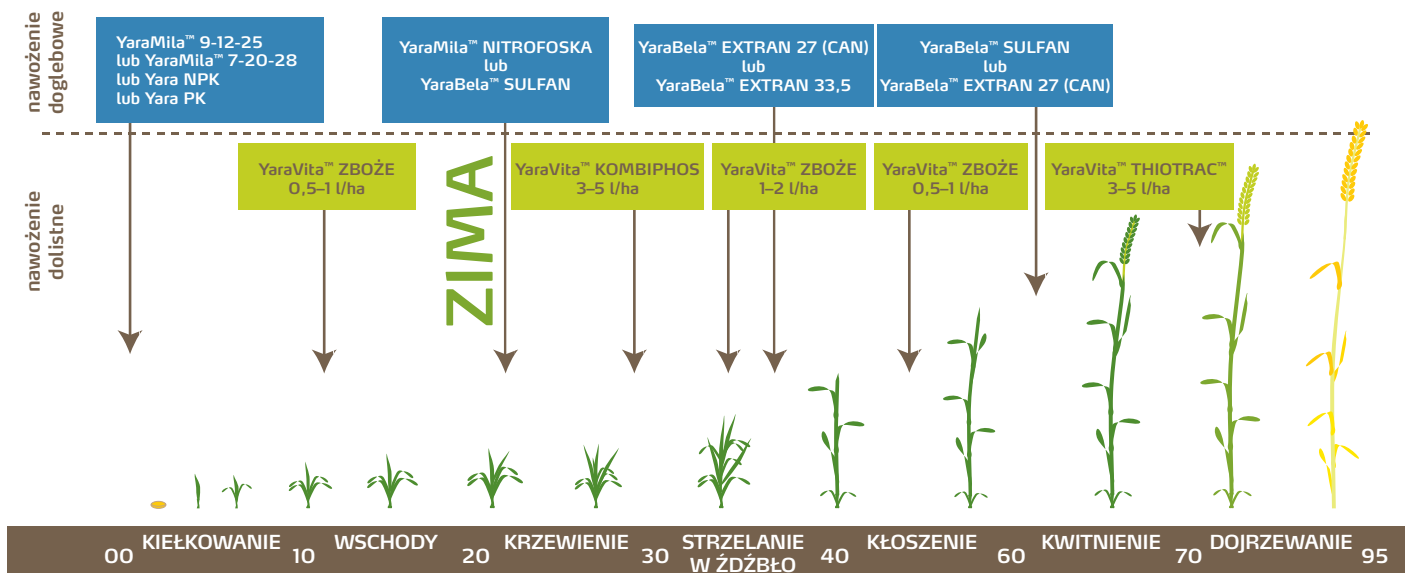 nawożenie
doglebowe
YaraMila™ 9-12-25
lub YaraMila™ 7-20-28
lub Yara NPK
lub Yara PK
YaraMila™ NITROFOSKA
lub
YaraBela™ SULFAN
YaraBela™ EXTRAN 27 (CAN)
lub
YaraBela™ EXTRAN 33,5
YaraBela™ SULFAN
lub
YaraBela™ EXTRAN 27 (CAN)
nawożenie
dolistne
YaraVita™ ZBOŻE
0,5–1 l/ha
ZIMA
YaraVita™ KOMBIPHOS
3–5 l/ha
YaraVita™ ZBOŻE
1–2 l/ha
YaraVita™ ZBOŻE
0,5–1 l/ha
YaraVita™ THIOTRAC™
3–5 l/ha
00 KIEŁKOWANIE 10 WSCHODY 20 KRZEWIENIE 30 STRZELANIE 40 KŁOSZENIE 60 KWITNIENIE 70 DOJRZEWANIE 95
W ŹDŹBŁO